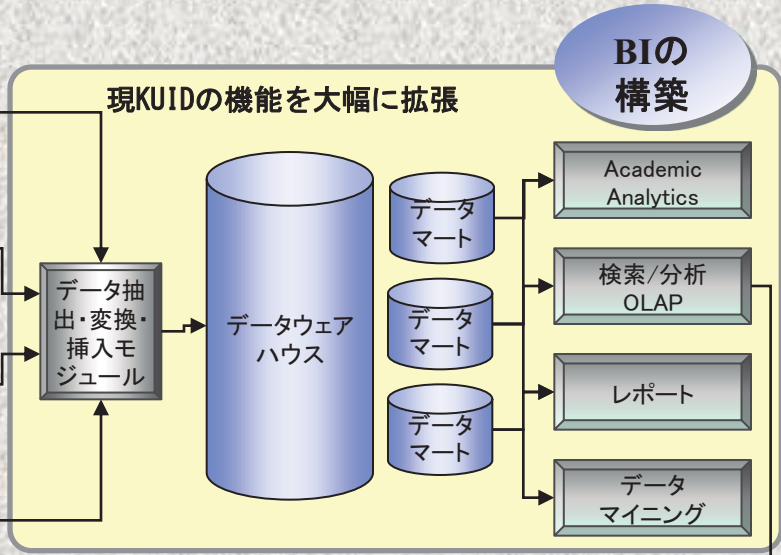 BIの
構築
現KUIDの機能を大幅に拡張
データ抽
出・変換・
挿入モ
ジュール
データウェア
ハウス
データ
マート
データ
マート
データ
マート
Academic
Analytics
検索/分析
OLAP
レポート
データ
マイニング